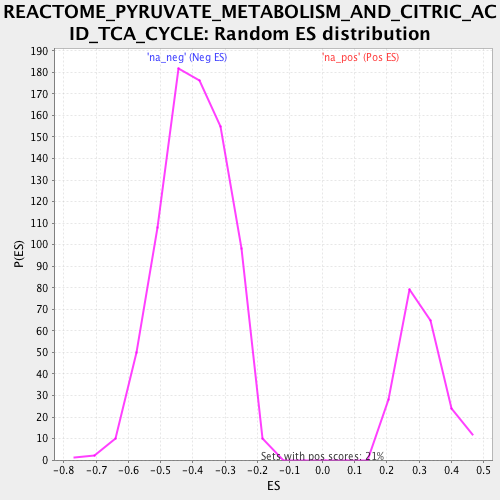 REACTOME_PYRUVATE_METABOLISM_AND_CITRIC_AC
ID_TCA_CYCLE: Random ES distribution
'na_neg' (Neg ES)
'na_pos' (Pos ES)
190
180
170
160
150
140
130
120
110
100
90
80
70
60
50
40
30
20
10
0
P(ES)
Sets with pos scores: 21%
-0.8 -0.7 -0.6 -0.5 -0.4 -0.3 -0.2 -0.1 0.0 0.1 0.2 0.3 0.4 0.5
ES